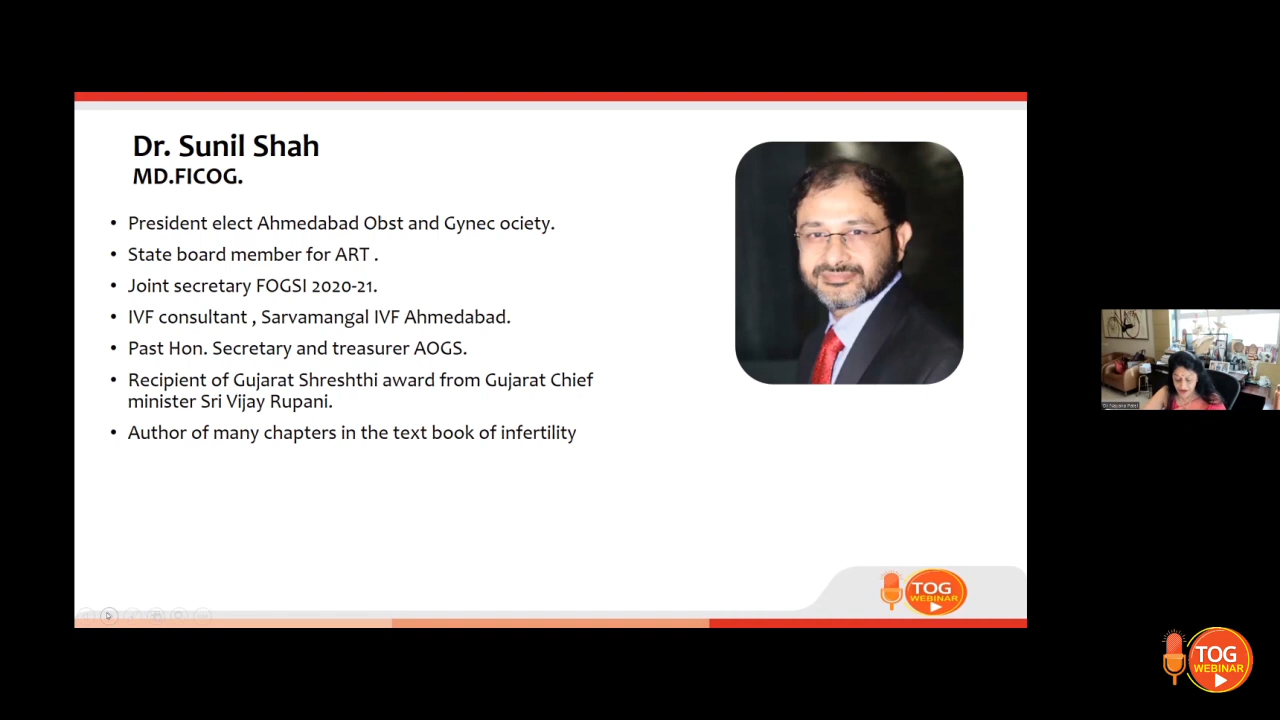 Dr. Sunil Shah
MD.FICOG.
• President elect Ahmedabad Obst and Gynec ociety.
• State board member for ART .
• Joint secretary FOGSI 2020-21.
• IVF consultant , Sarvamangal IVF Ahmedabad.
• Past Hon. Secretary and treasurer AOGS.
• Recipient of Gujarat Shreshthi award from Gujarat Chief
minister Sri Vijay Rupani.
• Author of many chapters in the text book of infertility
TOG
WEBINAR
Dr Nayana Patel
TOG
WEBINAR